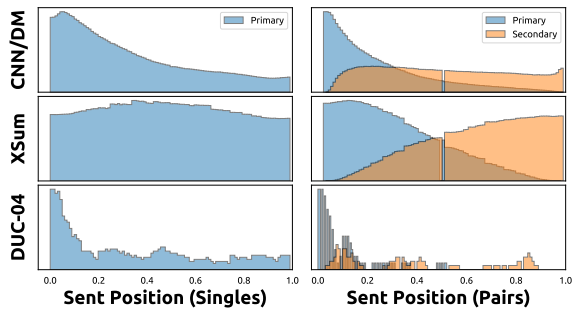 CNN/DM
Primary
Primary
Secondary
XSum
DUC-04
0.0 0.2 0.4 0.6 0.8 1.0
0.0 0.2 0.4 0.6 0.8 1.0
Sent Position (Singles)
Sent Position (Pairs)